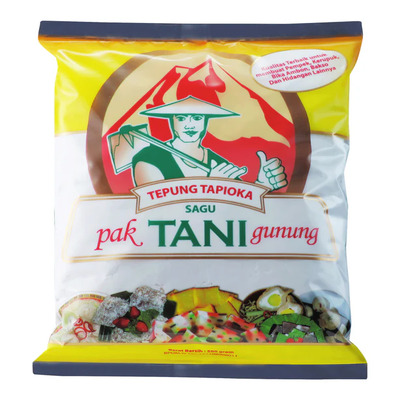 Kualitas Terbaik untuk
membuat Pempek, Kerupuk,
Bika Ambon, Bakso
Dan Hidangan Lainnya
TEPUNG TAPIOKA
SAGU
pak TANI gunung